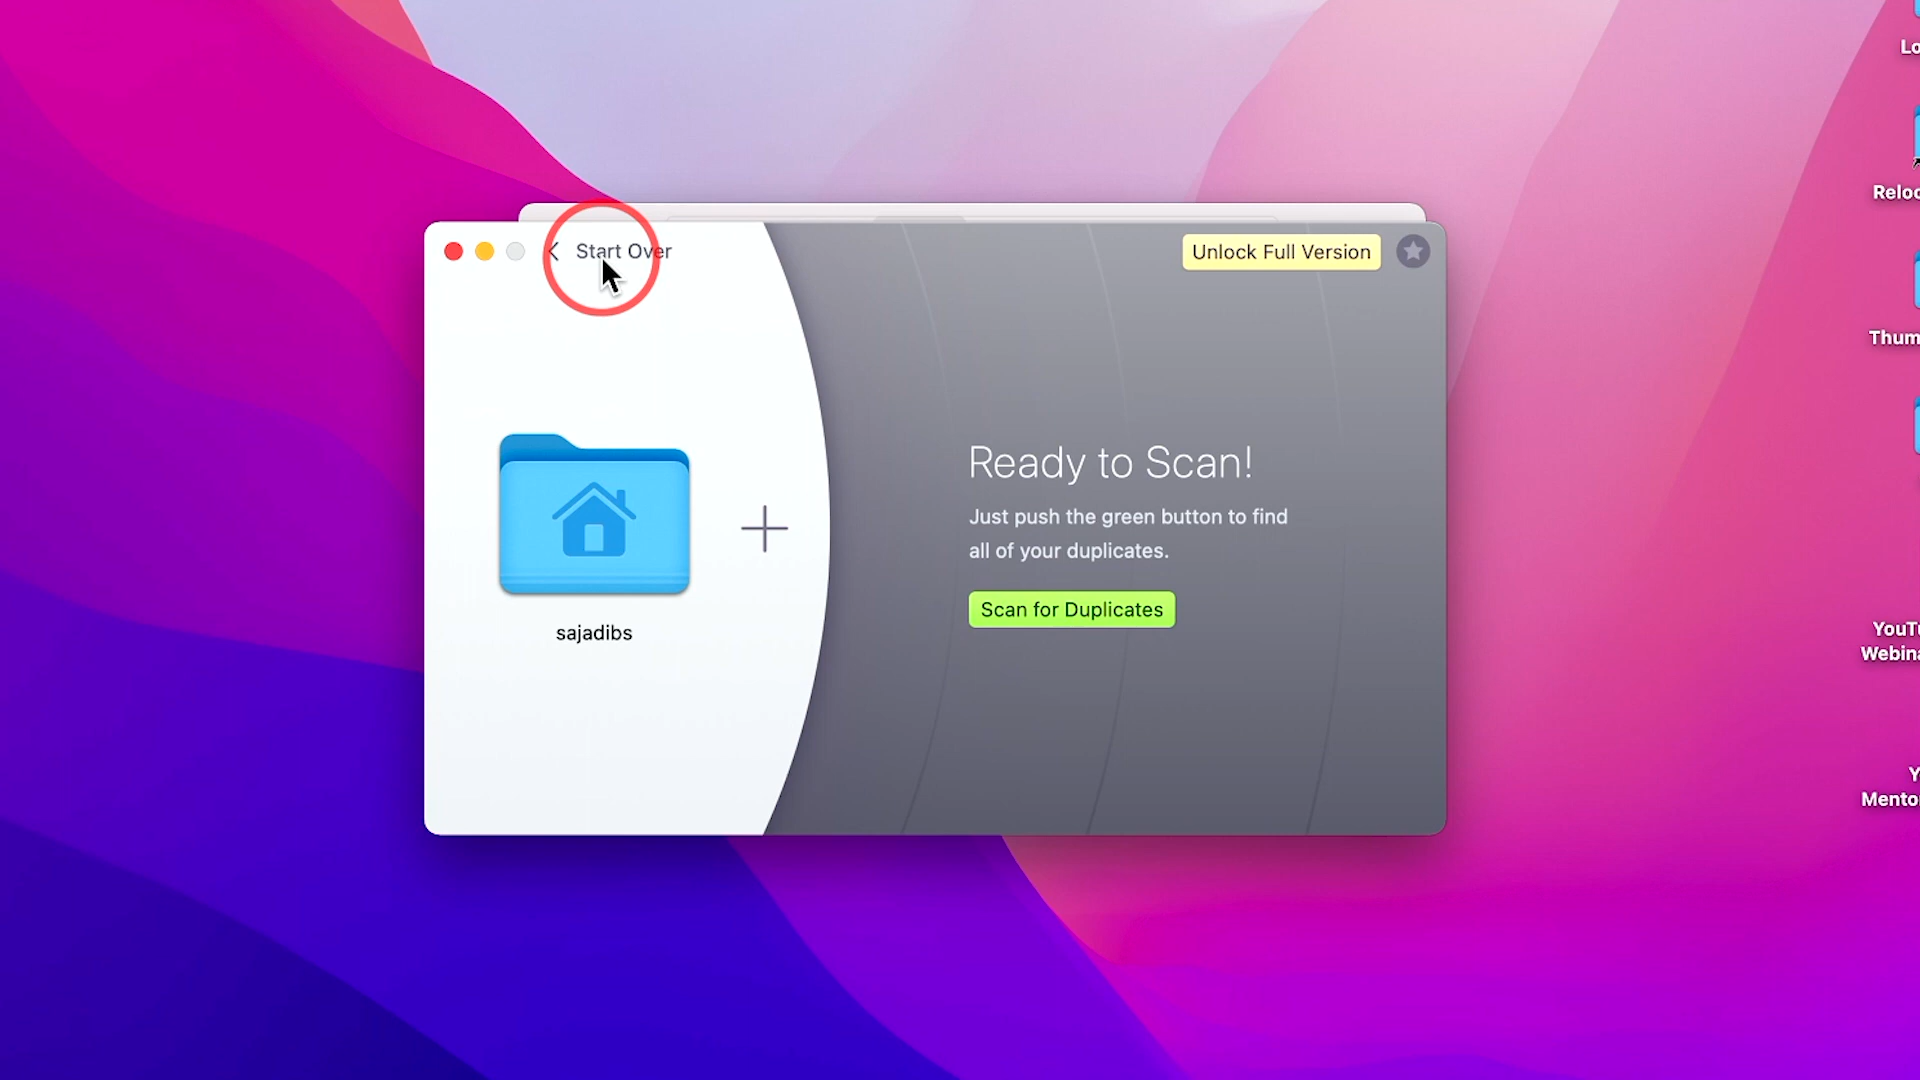 Start Over
Unlock Full Version
Ready to Scan!
Just push the green button to find
all of your duplicates.
Scan for Duplicates
sajadibs